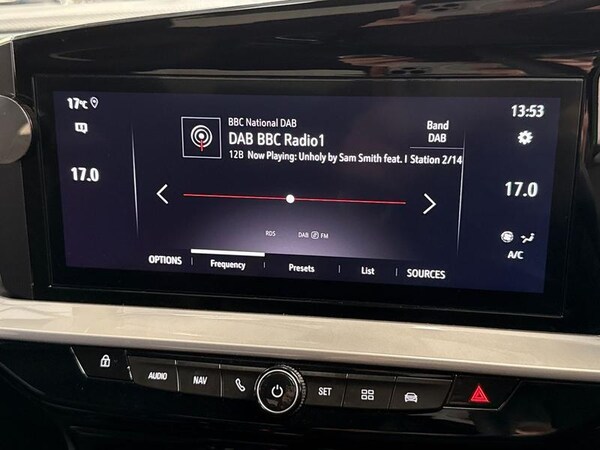 17°C
13:53
BBC National DAB
DAB BBC Radio1
12B Now Playing: Unholy by Sam Smith feat. I Station 2/14
Band
DAB
17.0
17.0
RDS DAB FM
A/C
OPTIONS Frequency Presets List SOURCES
AUDIO NAV SET